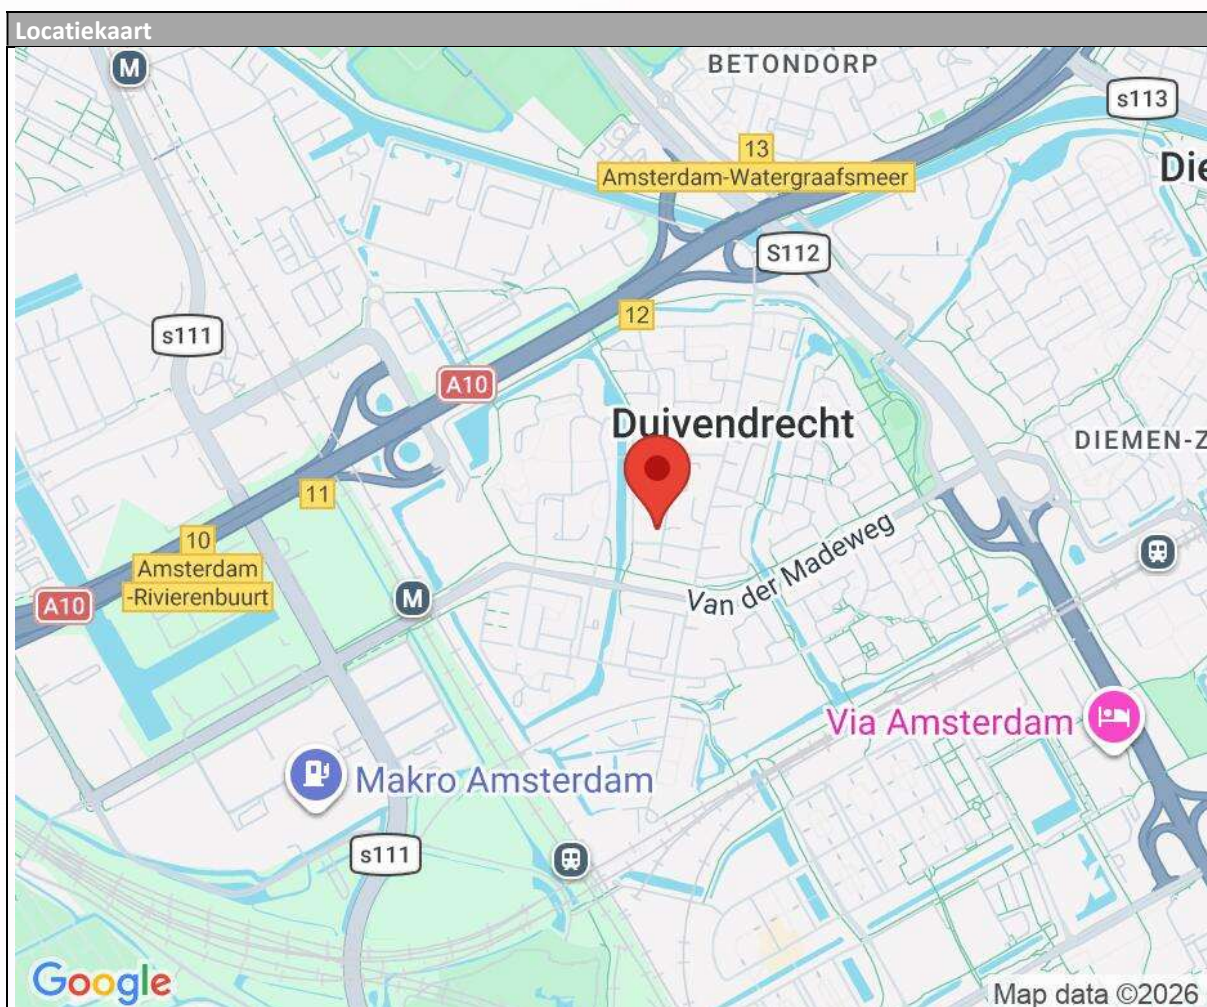 Locatiekaart
M
BETONDORP
s113
13
Amsterdam-Watergraafsmeer
Die
S112
12
s111
A10
Duivendrecht
DIEMEN-Z
11
10
Amsterdam
-Rivierenbuurt
A10
M
Van der Madeweg
Via Amsterdam
Makro Amsterdam
s111
Google
Map data ©2026